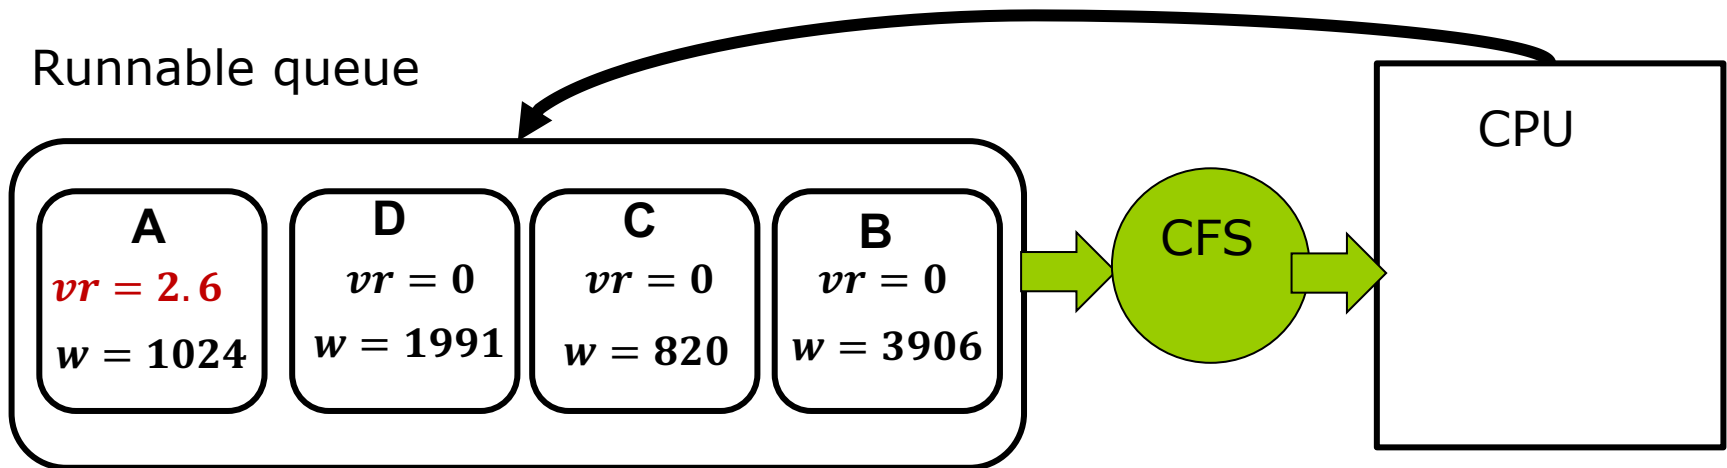 Runnable queue
CPU
A
vr = 2.6
w = 1024
D
vr = 0
w = 1991
C
vr = 0
w = 820
B
vr = 0
w = 3906
CFS